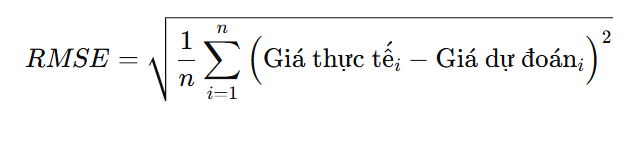 RMSE = √(1/n ∑_{i=1}^{n} (Giá thực tế_i − Giá dự đoán_i)^2)